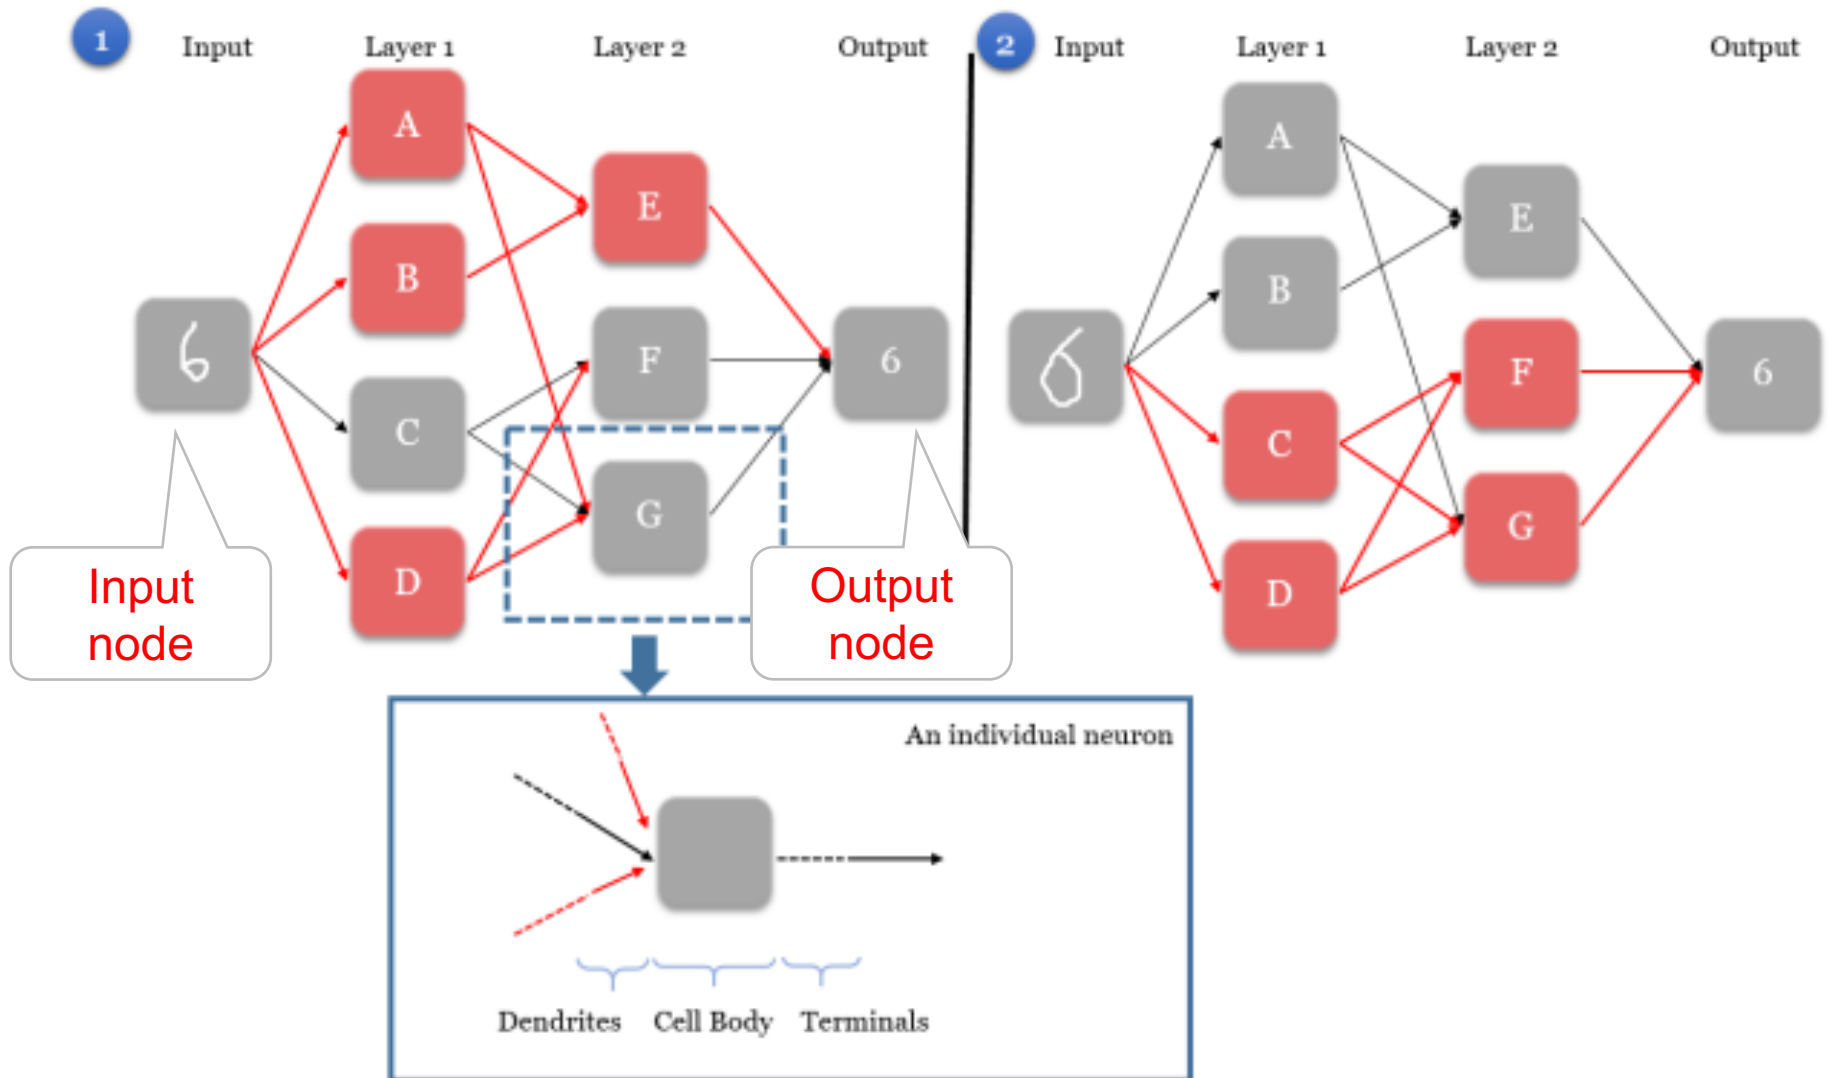 1
Input
Layer 1
Layer 2
Output
A
B
C
D
E
F
G
6
6
Input
node
Output
node
2
Input
Layer 1
Layer 2
Output
A
B
C
D
E
F
G
6
6
An individual neuron
Dendrites
Cell Body
Terminals